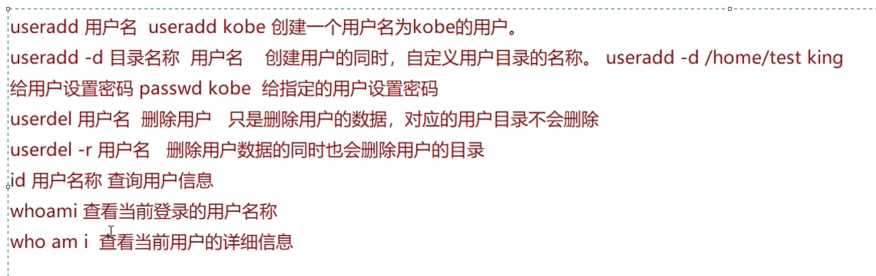 useradd 用户名  useradd kobe 创建一个用户名为kobe的用户。
useradd -d 目录名称  用户名    创建用户的同时，自定义用户目录的名称。 useradd -d /home/test king
给用户设置密码 passwd kobe  给指定的用户设置密码
userdel 用户名  删除用户   只是删除用户的数据，对应的用户目录不会删除
userdel -r 用户名   删除用户数据的同时也会删除用户的目录
id 用户名称 查询用户信息
whoami 查看当前登录的用户名称
who am i  查看当前用户的详细信息